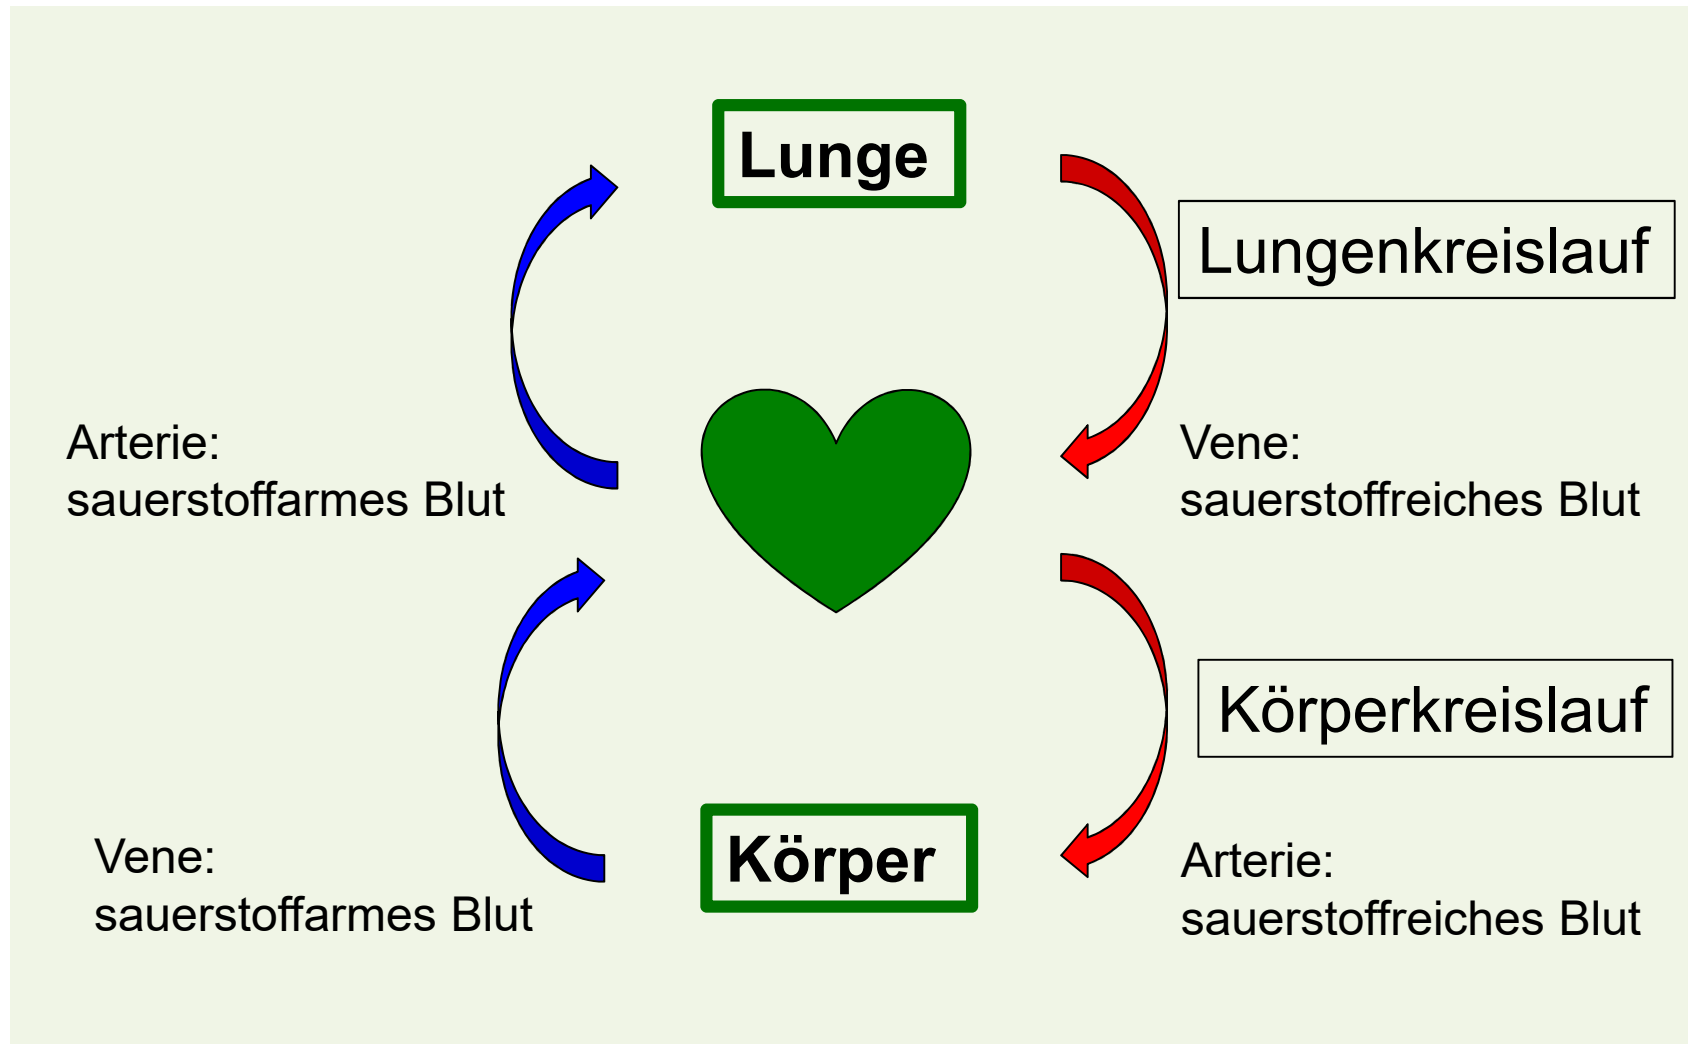 Lunge
Lungenkreislauf
Arterie:
sauerstoffarmes Blut
Vene:
sauerstoffreiches Blut
Körperkreislauf
Vene:
sauerstoffarmes Blut
Körper
Arterie:
sauerstoffreiches Blut